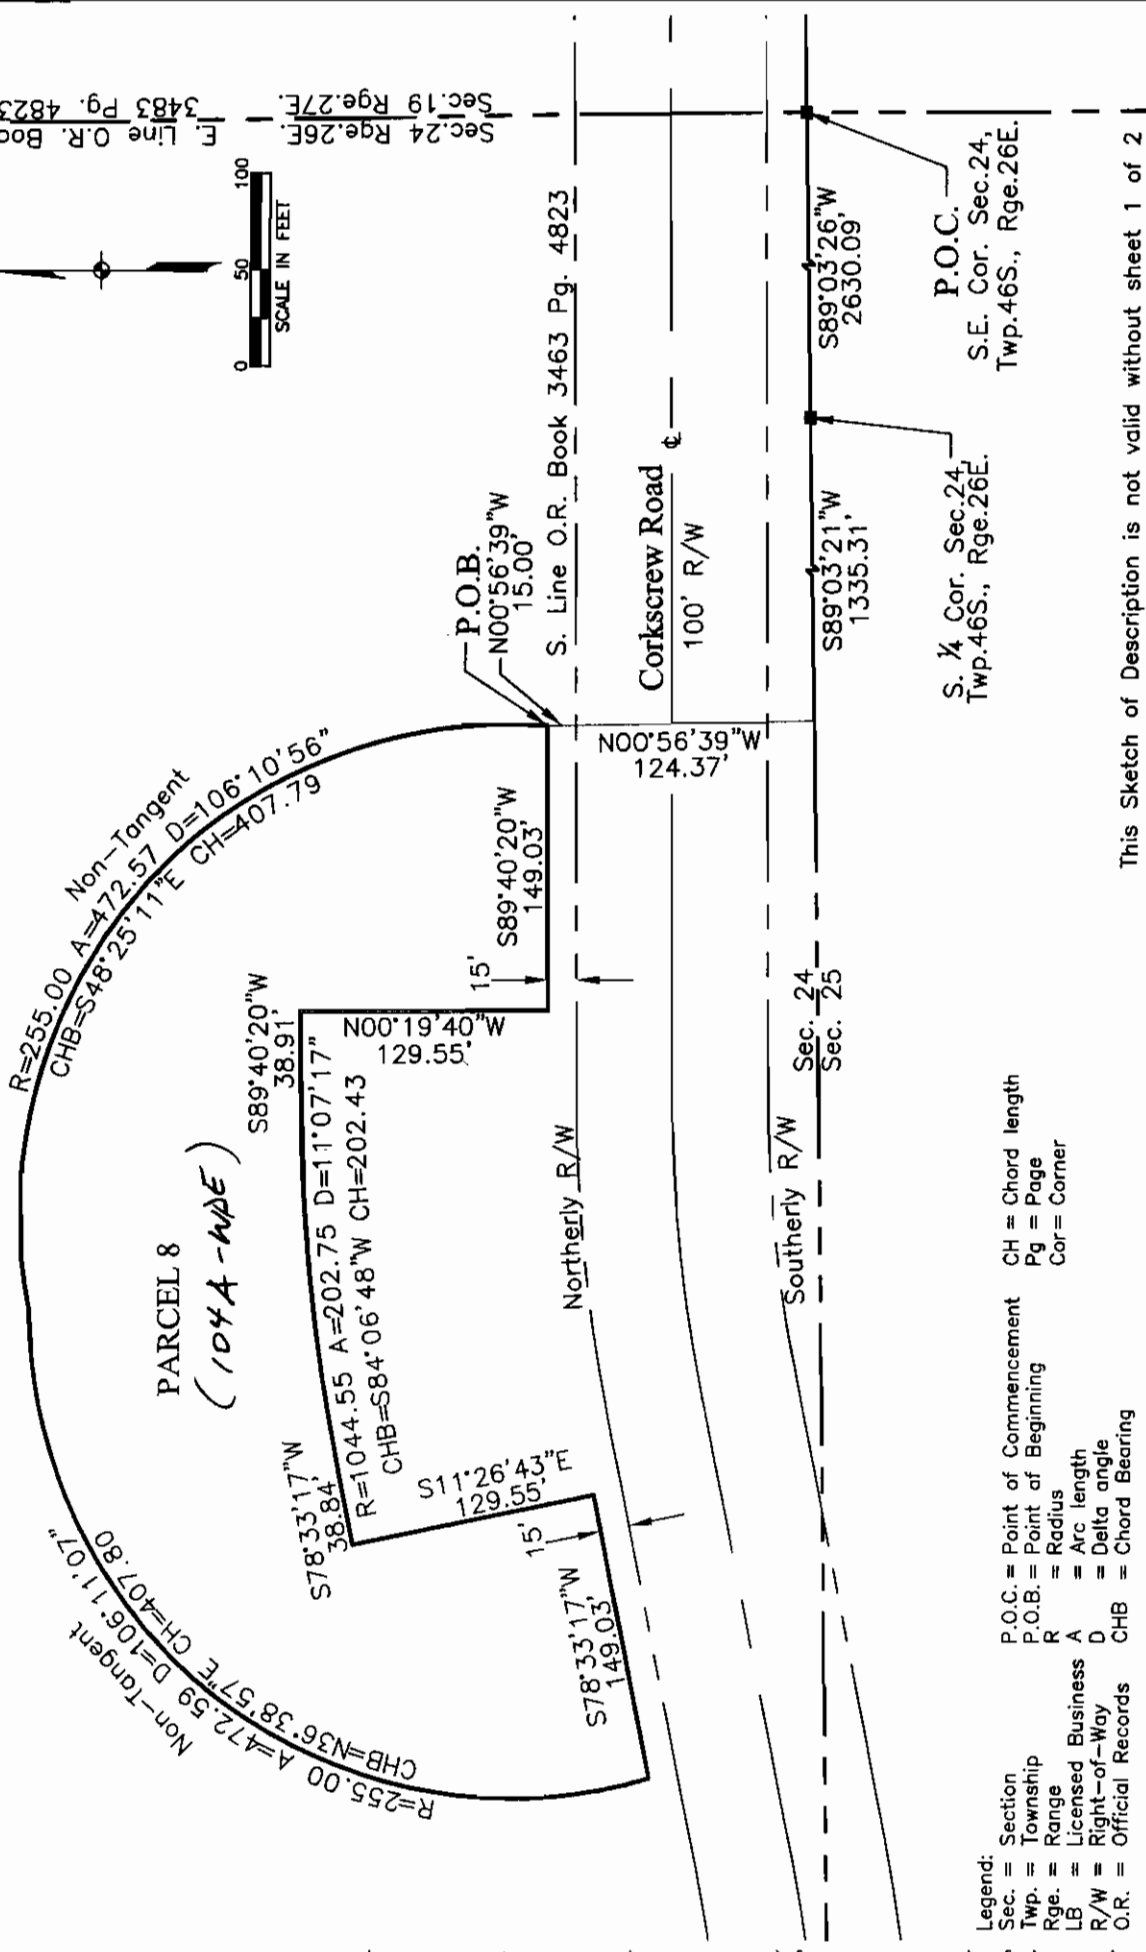 E. Line O.R. Boo
3483 Pg. 4823
Sec.24 Rge.26E.
Sec.19 Rge.27E.
0 50 100
SCALE IN FEET
Non-Tangent
R=255.00 A=472.59 D=106°11'07"
CHB=N36°38'57"E CH=407.80
Non-Tangent
R=255.00 A=472.57 D=106°10'56"
CHB=S48°25'11"E CH=407.79
PARCEL 8
(104A-WDE)
S89°40'20"W
38.91'
S78°33'17"W
38.84'
R=1044.55 A=202.75 D=11°07'17"
CHB=S84°06'48"W CH=202.43
N00°19'40"W
129.55'
S11°26'43"E
129.55'
15'
15'
S89°40'20"W
149.03'
S78°33'17"W
149.03'
P.O.B.
N00°56'39"W
15.00'
S. Line O.R. Book 3463 Pg. 4823
Northerly R/W
Corkscrew Road
100' R/W
N00°56'39"W
124.37'
Southerly R/W
Sec. 24
Sec. 25
S89°03'21"W
1335.31'
S89°03'26"W
2630.09'
S. ¼ Cor. Sec.24,
Twp.46S., Rge.26E.
P.O.C.
S.E. Cor. Sec.24,
Twp.46S., Rge.26E.
Legend:
Sec. = Section
Twp. = Township
Rge. = Range
LB = Licensed Business
R/W = Right-of-Way
O.R. = Official Records
P.O.C. = Point of Commencement
P.O.B. = Point of Beginning
R = Radius
A = Arc length
D = Delta angle
CHB = Chord Bearing
CH = Chord length
Pg = Page
Cor= Corner
This Sketch of Description is not valid without sheet 1 of 2